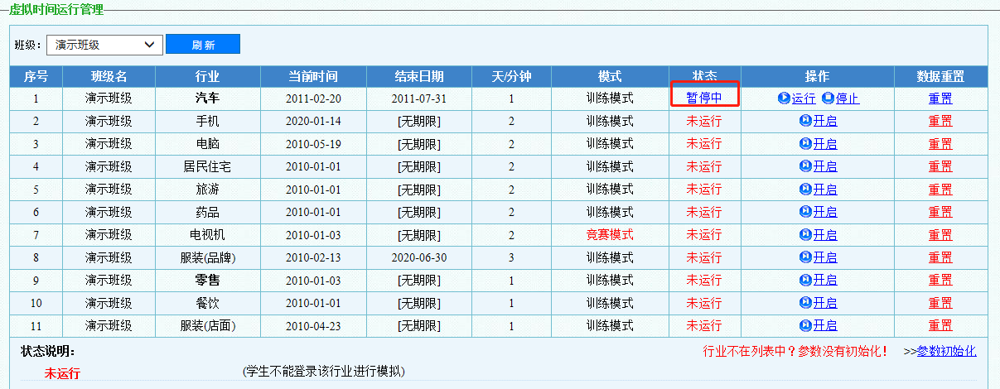 虚拟时间运行管理
班级： 演示班级 刷 新
序号 班级名 行业 当前时间 结束日期 天/分钟 模式 状态 操作 数据重置
1 演示班级 汽车 2011-02-20 2011-07-31 1 训练模式 暂停中 运行 停止 重置
2 演示班级 手机 2020-01-14 [无期限] 2 训练模式 未运行 开启 重置
3 演示班级 电脑 2010-05-19 [无期限] 2 训练模式 未运行 开启 重置
4 演示班级 居民住宅 2010-01-01 [无期限] 2 训练模式 未运行 开启 重置
5 演示班级 旅游 2010-01-01 [无期限] 2 训练模式 未运行 开启 重置
6 演示班级 药品 2010-01-01 [无期限] 2 训练模式 未运行 开启 重置
7 演示班级 电视机 2010-01-03 [无期限] 2 竞赛模式 未运行 开启 重置
8 演示班级 服装(品牌) 2010-02-13 2020-06-30 3 训练模式 未运行 开启 重置
9 演示班级 零售 2010-01-03 [无期限] 1 训练模式 未运行 开启 重置
10 演示班级 餐饮 2010-01-01 [无期限] 1 训练模式 未运行 开启 重置
11 演示班级 服装(店面) 2010-04-23 [无期限] 1 训练模式 未运行 开启 重置
状态说明： 行业不在列表中？参数没有初始化！ >>参数初始化
未运行 (学生不能登录该行业进行模拟)